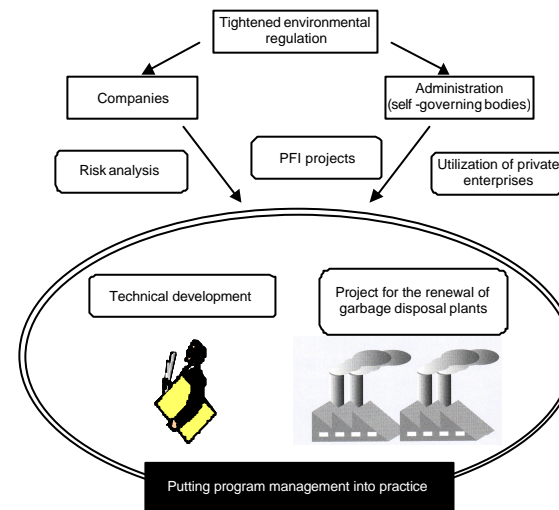 Tightened environmental
regulation
Companies
Administration
(self -governing bodies)
Risk analysis
PFI projects
Utilization of private
enterprises
Technical development
Project for the renewal of
garbage disposal plants
Putting program management into practice